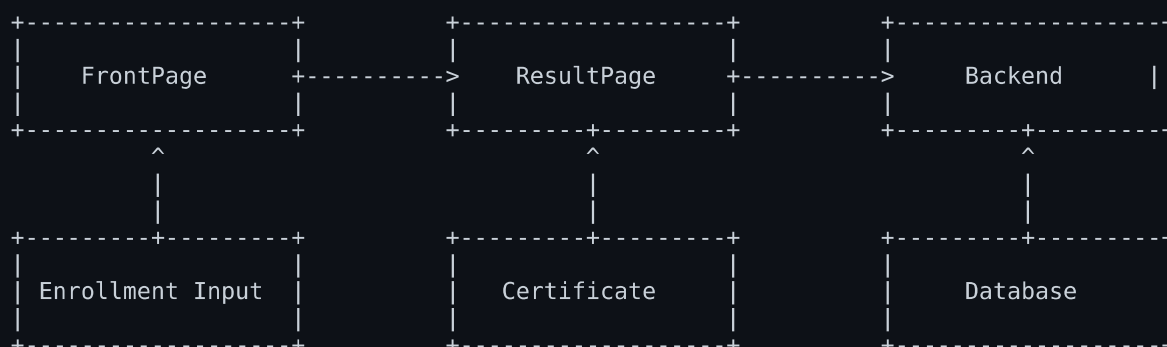 FrontPage ResultPage Backend
Enrollment Input Certificate Database